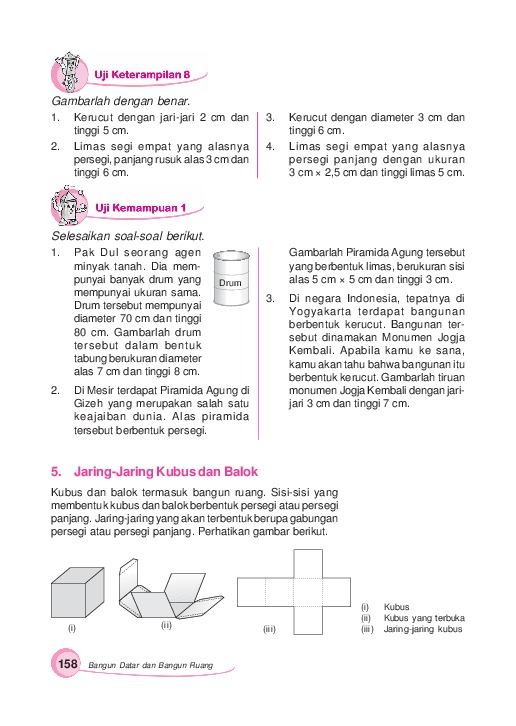 Uji Keterampilan 8
Gambarlah dengan benar.
1. Kerucut dengan jari-jari 2 cm dan
tinggi 5 cm.
2. Limas segi empat yang alasnya
persegi, panjang rusuk alas 3 cm dan
tinggi 6 cm.
3. Kerucut dengan diameter 3 cm dan
tinggi 6 cm.
4. Limas segi empat yang alasnya
persegi panjang dengan ukuran
3 cm × 2,5 cm dan tinggi limas 5 cm.
Uji Kemampuan 1
Selesaikan soal-soal berikut.
1. Pak Dul seorang agen
minyak tanah. Dia mem-
punyai banyak drum yang
mempunyai ukuran sama.
Drum tersebut mempunyai
diameter 70 cm dan tinggi
80 cm. Gambarlah drum
tersebut dalam bentuk
tabung berukuran diameter
alas 7 cm dan tinggi 8 cm.
Drum
2. Di Mesir terdapat Piramida Agung di
Gizeh yang merupakan salah satu
keajaiban dunia. Alas piramida
tersebut berbentuk persegi.
Gambarlah Piramida Agung tersebut
yang berbentuk limas, berukuran sisi
alas 5 cm × 5 cm dan tinggi 3 cm.
3. Di negara Indonesia, tepatnya di
Yogyakarta terdapat bangunan
berbentuk kerucut. Bangunan ter-
sebut dinamakan Monumen Jogja
Kembali. Apabila kamu ke sana,
kamu akan tahu bahwa bangunan itu
berbentuk kerucut. Gambarlah tiruan
monumen Jogja Kembali dengan jari-
jari 3 cm dan tinggi 7 cm.
5. Jaring-Jaring Kubus dan Balok
Kubus dan balok termasuk bangun ruang. Sisi-sisi yang
membentuk kubus dan balok berbentuk persegi atau persegi
panjang. Jaring-jaring yang akan terbentuk berupa gabungan
persegi atau persegi panjang. Perhatikan gambar berikut.
(i)
(ii)
(iii)
(i) Kubus
(ii) Kubus yang terbuka
(iii) Jaring-jaring kubus
158 Bangun Datar dan Bangun Ruang